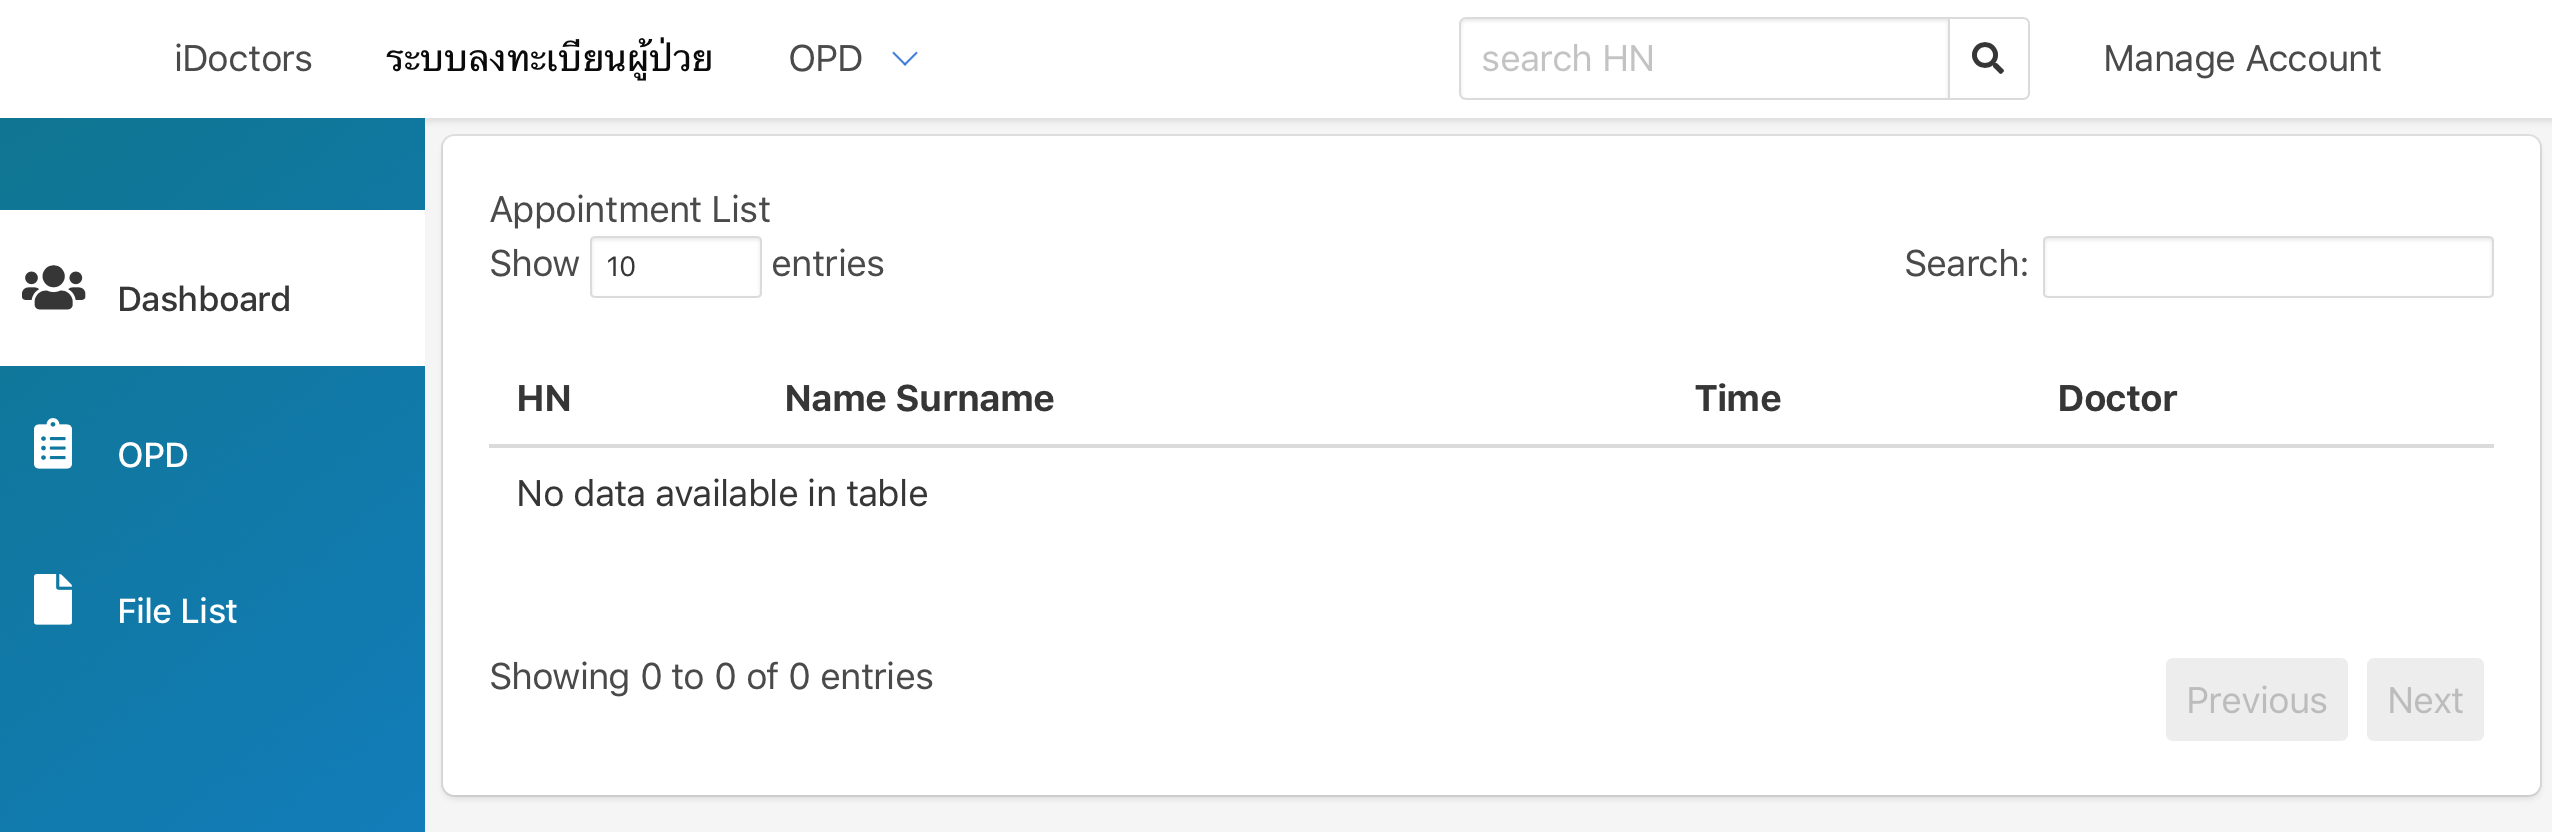 iDoctors ระบบลงทะเบียนผู้ป่วย OPD search HN Manage Account
Dashboard
OPD
File List
Appointment List
Show 10 entries Search:
HN Name Surname Time Doctor
No data available in table
Showing 0 to 0 of 0 entries Previous Next